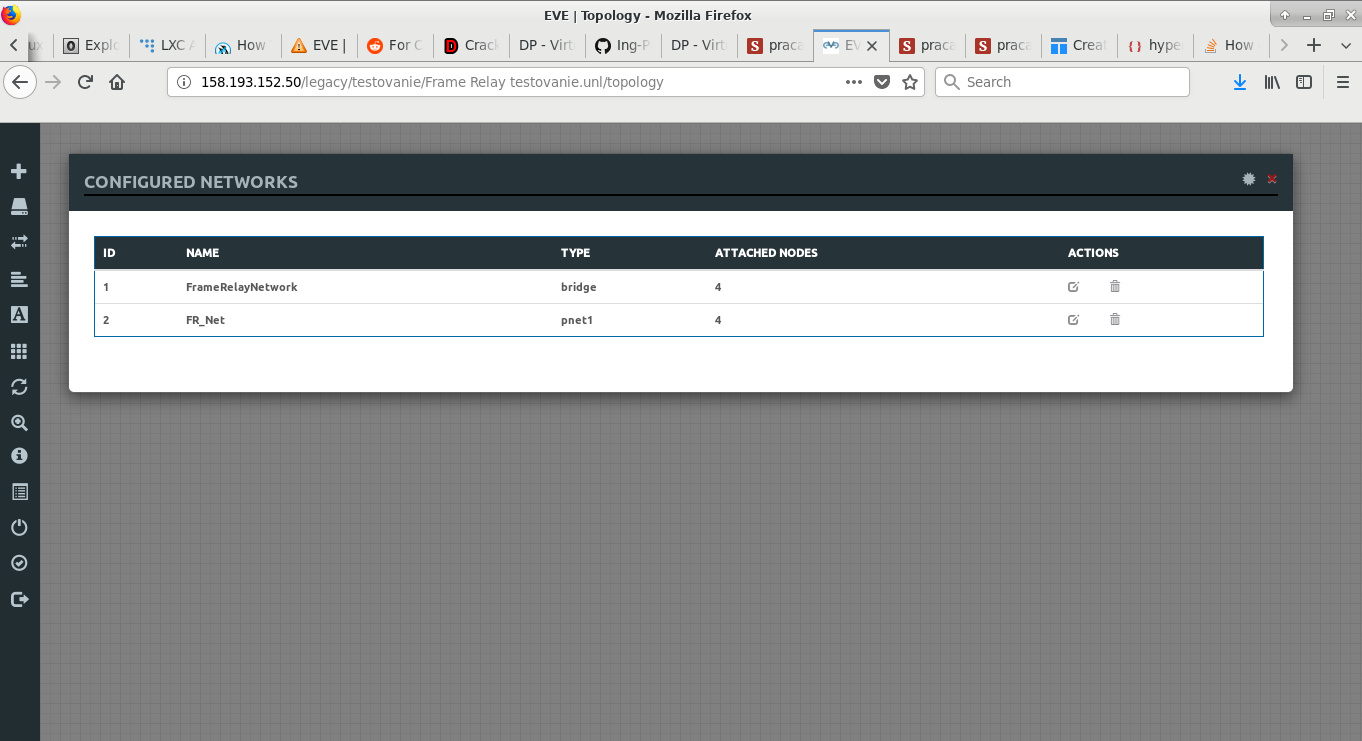 EVE | Topology - Mozilla Firefox
Explo LXC A How EVE | For C Crack DP - Virt Ing-P DP - Virt praca EV praca praca Creat hype How
158.193.152.50/legacy/testovanie/Frame Relay testovanie.unl/topology Search
CONFIGURED NETWORKS
ID NAME TYPE ATTACHED NODES ACTIONS
1 FrameRelayNetwork bridge 4
2 FR_Net pnet1 4